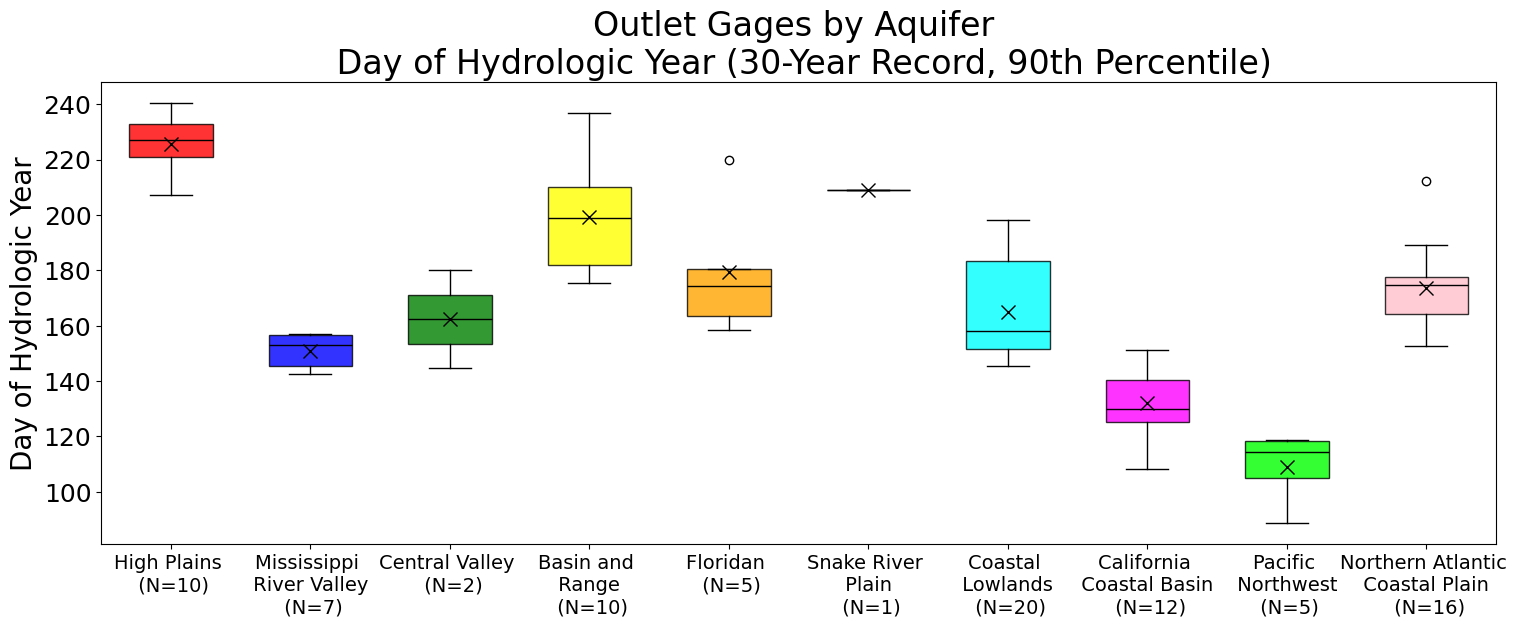 Outlet Gages by Aquifer
Day of Hydrologic Year (30-Year Record, 90th Percentile)
Day of Hydrologic Year
240
220
200
180
160
140
120
100
High Plains
(N=10)
Mississippi
River Valley
(N=7)
Central Valley
(N=2)
Basin and
Range
(N=10)
Floridan
(N=5)
Snake River
Plain
(N=1)
Coastal
Lowlands
(N=20)
California
Coastal Basin
(N=12)
Pacific
Northwest
(N=5)
Northern Atlantic
Coastal Plain
(N=16)